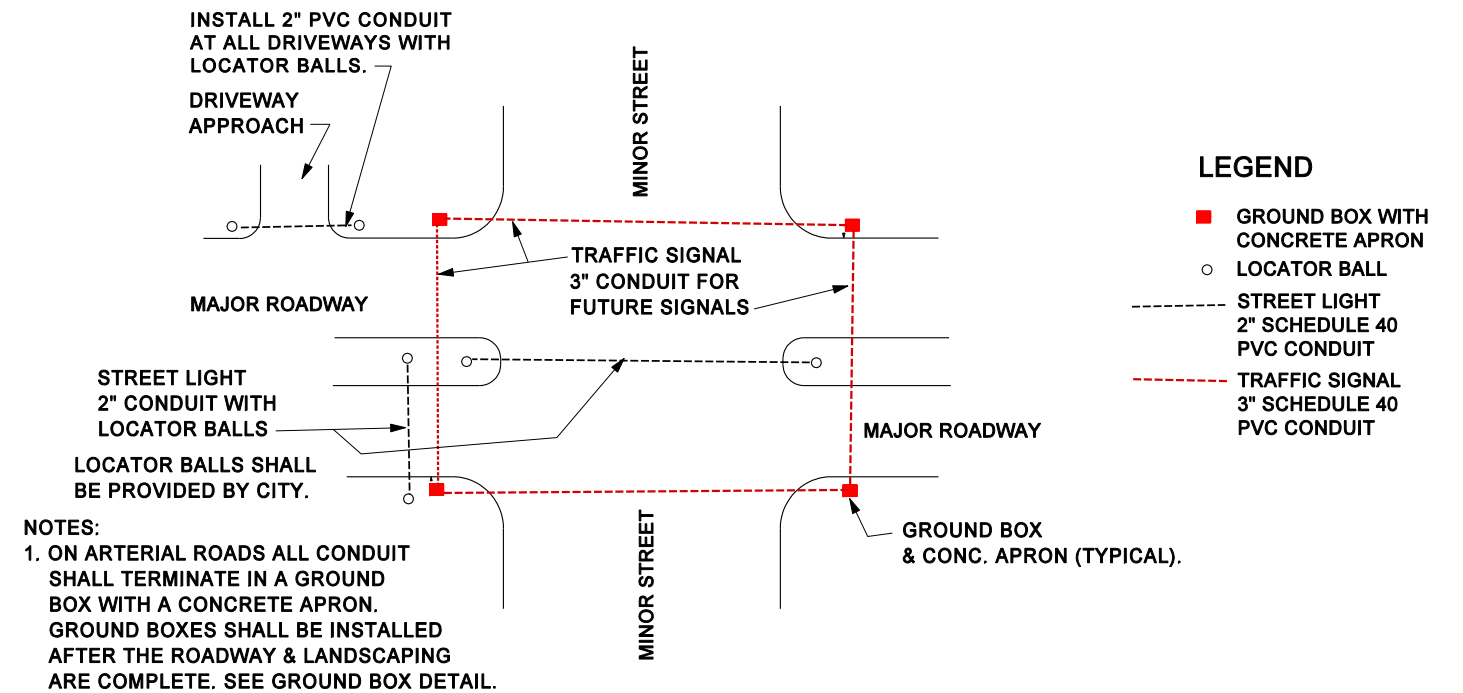 INSTALL 2" PVC CONDUIT
AT ALL DRIVEWAYS WITH
LOCATOR BALLS.
DRIVEWAY
APPROACH
MINOR STREET
TRAFFIC SIGNAL
3" CONDUIT FOR
FUTURE SIGNALS
MAJOR ROADWAY
STREET LIGHT
2" CONDUIT WITH
LOCATOR BALLS
LOCATOR BALLS SHALL
BE PROVIDED BY CITY.
MAJOR ROADWAY
MINOR STREET
GROUND BOX
& CONC. APRON (TYPICAL).
NOTES:
1. ON ARTERIAL ROADS ALL CONDUIT
SHALL TERMINATE IN A GROUND
BOX WITH A CONCRETE APRON.
GROUND BOXES SHALL BE INSTALLED
AFTER THE ROADWAY & LANDSCAPING
ARE COMPLETE. SEE GROUND BOX DETAIL.
LEGEND
GROUND BOX WITH
CONCRETE APRON
LOCATOR BALL
STREET LIGHT
2" SCHEDULE 40
PVC CONDUIT
TRAFFIC SIGNAL
3" SCHEDULE 40
PVC CONDUIT